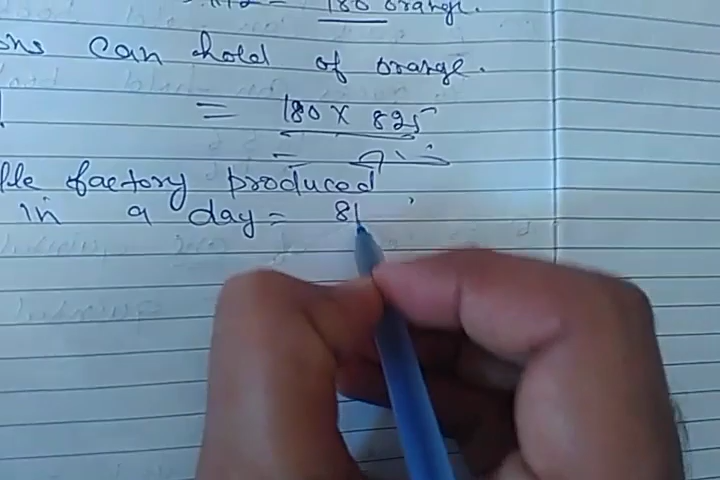 = 180 orange.
can hold of orange.
= 180 X 825
=
factory produced
in a day = 81